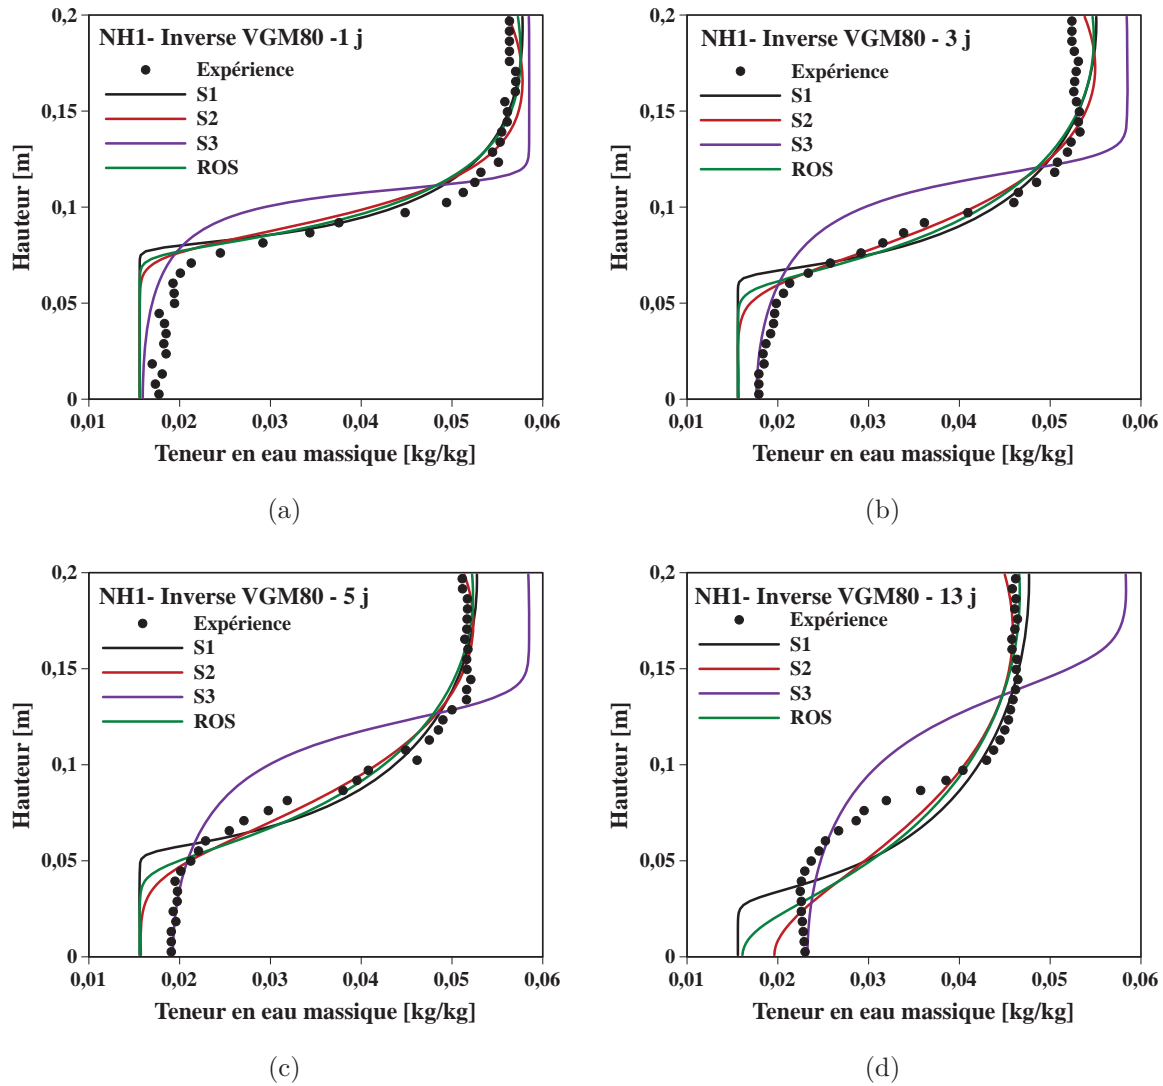 NH1- Inverse VGM80 -1 j
Expérience
S1
S2
S3
ROS
Hauteur [m]
0,2
0,15
0,1
0,05
0
0,01 0,02 0,03 0,04 0,05 0,06
Teneur en eau massique [kg/kg]
(a)
NH1- Inverse VGM80 - 3 j
Expérience
S1
S2
S3
ROS
Hauteur [m]
0,2
0,15
0,1
0,05
0
0,01 0,02 0,03 0,04 0,05 0,06
Teneur en eau massique [kg/kg]
(b)
NH1- Inverse VGM80 - 5 j
Expérience
S1
S2
S3
ROS
Hauteur [m]
0,2
0,15
0,1
0,05
0
0,01 0,02 0,03 0,04 0,05 0,06
Teneur en eau massique [kg/kg]
(c)
NH1- Inverse VGM80 - 13 j
Expérience
S1
S2
S3
ROS
Hauteur [m]
0,2
0,15
0,1
0,05
0
0,01 0,02 0,03 0,04 0,05 0,06
Teneur en eau massique [kg/kg]
(d)